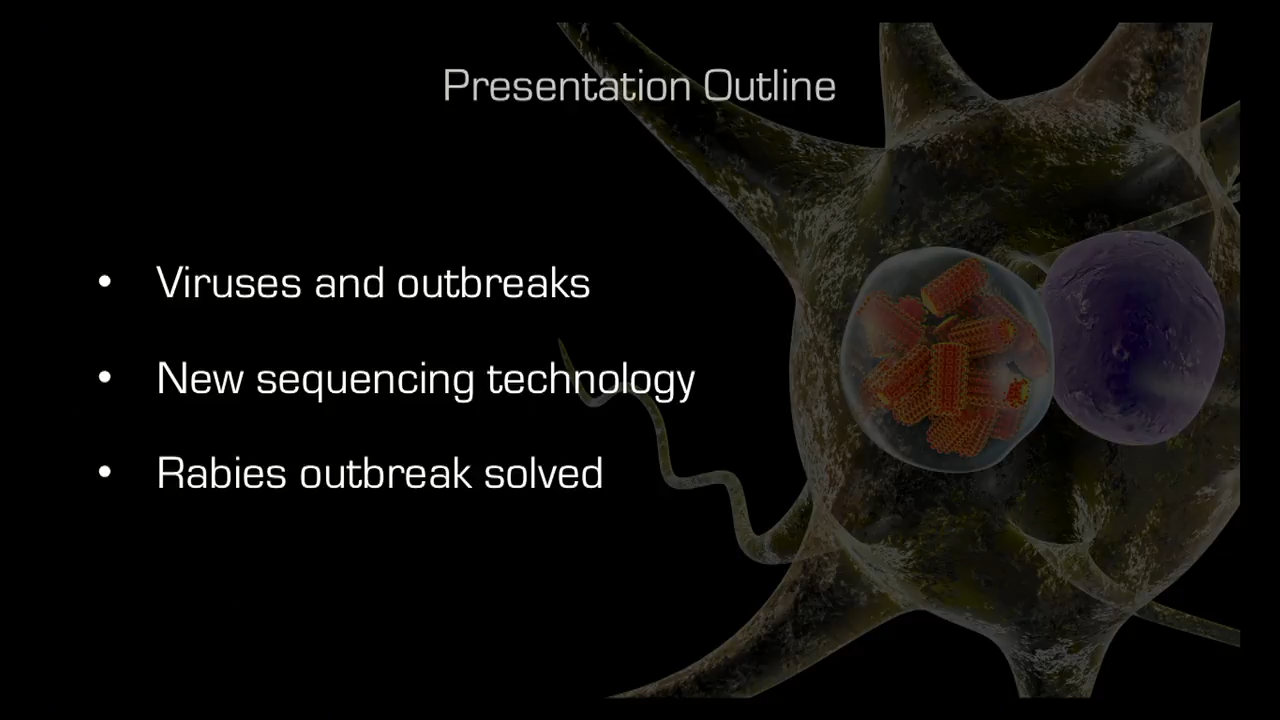 Presentation Outline
• Viruses and outbreaks
• New sequencing technology
• Rabies outbreak solved